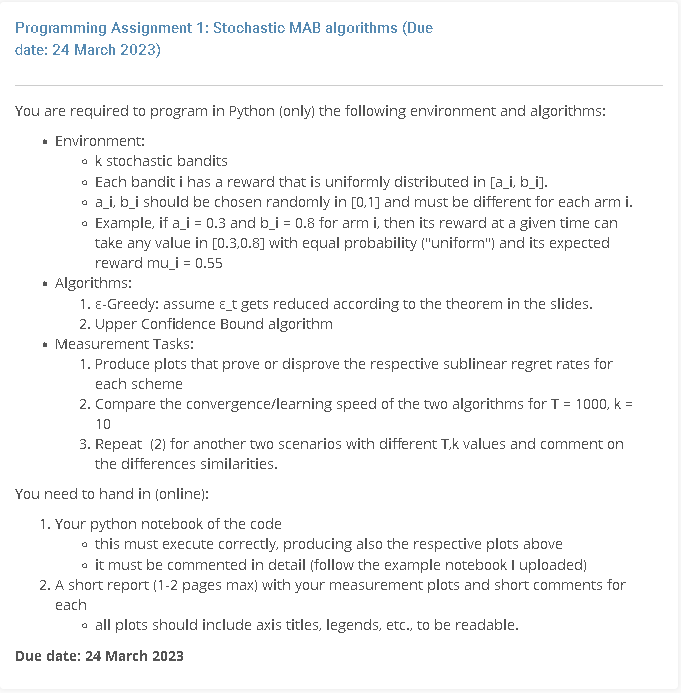 Programming Assignment 1: Stochastic MAB algorithms (Due
date: 24 March 2023)
You are required to program in Python (only) the following environment and algorithms:
• Environment:
◦ k stochastic bandits
◦ Each bandit i has a reward that is uniformly distributed in [a_i, b_i].
◦ a_i, b_i should be chosen randomly in [0,1] and must be different for each arm i.
◦ Example, if a_i = 0.3 and b_i = 0.8 for arm i, then its reward at a given time can
take any value in [0.3,0.8] with equal probability ("uniform") and its expected
reward mu_i = 0.55
• Algorithms:
1. ε-Greedy: assume ε_t gets reduced according to the theorem in the slides.
2. Upper Confidence Bound algorithm
• Measurement Tasks:
1. Produce plots that prove or disprove the respective sublinear regret rates for
each scheme
2. Compare the convergence/learning speed of the two algorithms for T = 1000, k =
10
3. Repeat (2) for another two scenarios with different T,k values and comment on
the differences similarities.
You need to hand in (online):
1. Your python notebook of the code
◦ this must execute correctly, producing also the respective plots above
◦ it must be commented in detail (follow the example notebook I uploaded)
2. A short report (1-2 pages max) with your measurement plots and short comments for
each
◦ all plots should include axis titles, legends, etc., to be readable.
Due date: 24 March 2023